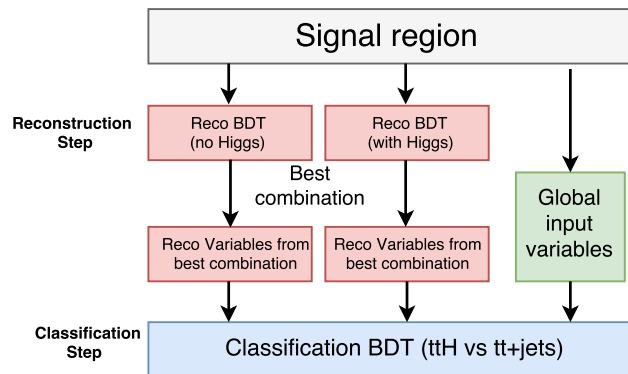 Signal region
Reconstruction
Step
Reco BDT
(no Higgs)
Reco BDT
(with Higgs)
Best
combination
Global
input
variables
Reco Variables from
best combination
Reco Variables from
best combination
Classification
Step
Classification BDT (ttH vs tt+jets)